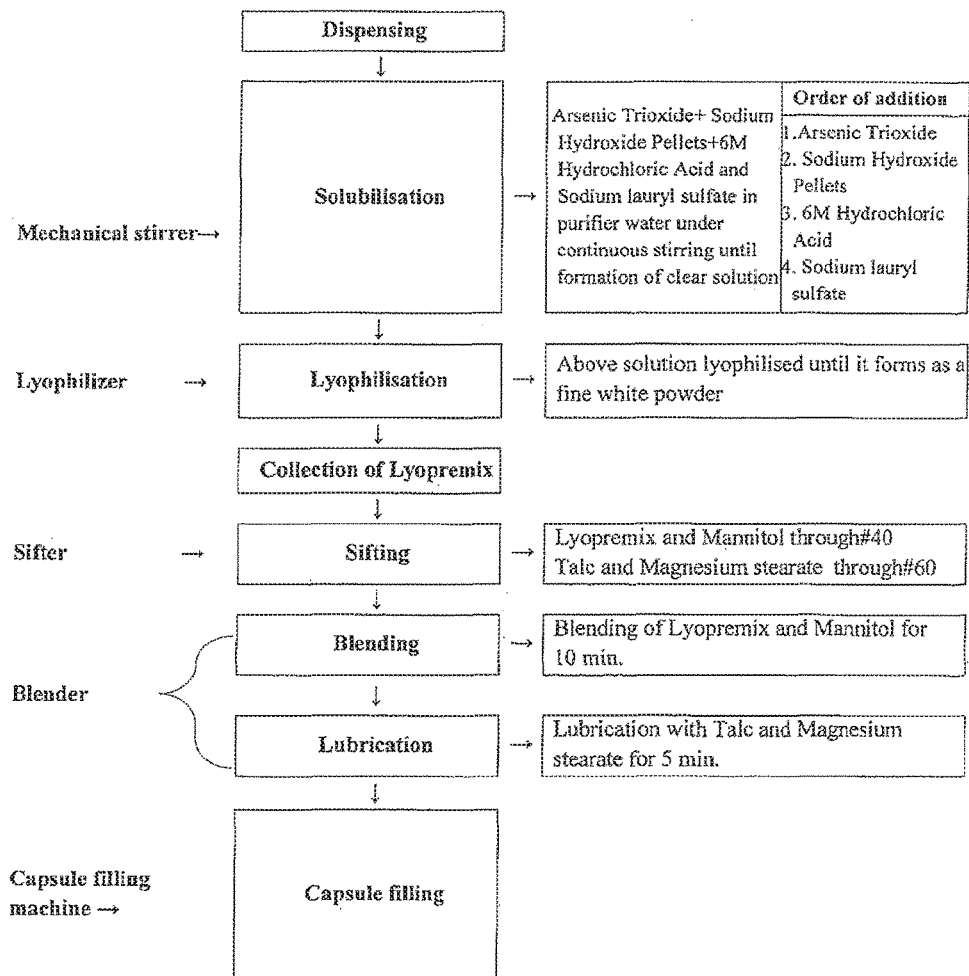 Dispensing
↓
Solubilisation
Mechanical stirrer→
→
Arsenic Trioxide+ Sodium
Hydroxide Pellets+6M
Hydrochloric Acid and
Sodium lauryl sulfate in
purifier water under
continuous stirring until
formation of clear solution
Order of addition
1.Arsenic Trioxide
2. Sodium Hydroxide
Pellets
3. 6M Hydrochloric
Acid
4. Sodium lauryl
sulfate
↓
Lyophilizer →
Lyophilisation
→
Above solution lyophilised until it forms as a
fine white powder
↓
Collection of Lyopremix
↓
Sifter →
Sifting
→
Lyopremix and Mannitol through#40
Talc and Magnesium stearate through#60
↓
Blender
Blending
→
Blending of Lyopremix and Mannitol for
10 min.
↓
Lubrication
→
Lubrication with Talc and Magnesium
stearate for 5 min.
↓
Capsule filling
machine →
Capsule filling